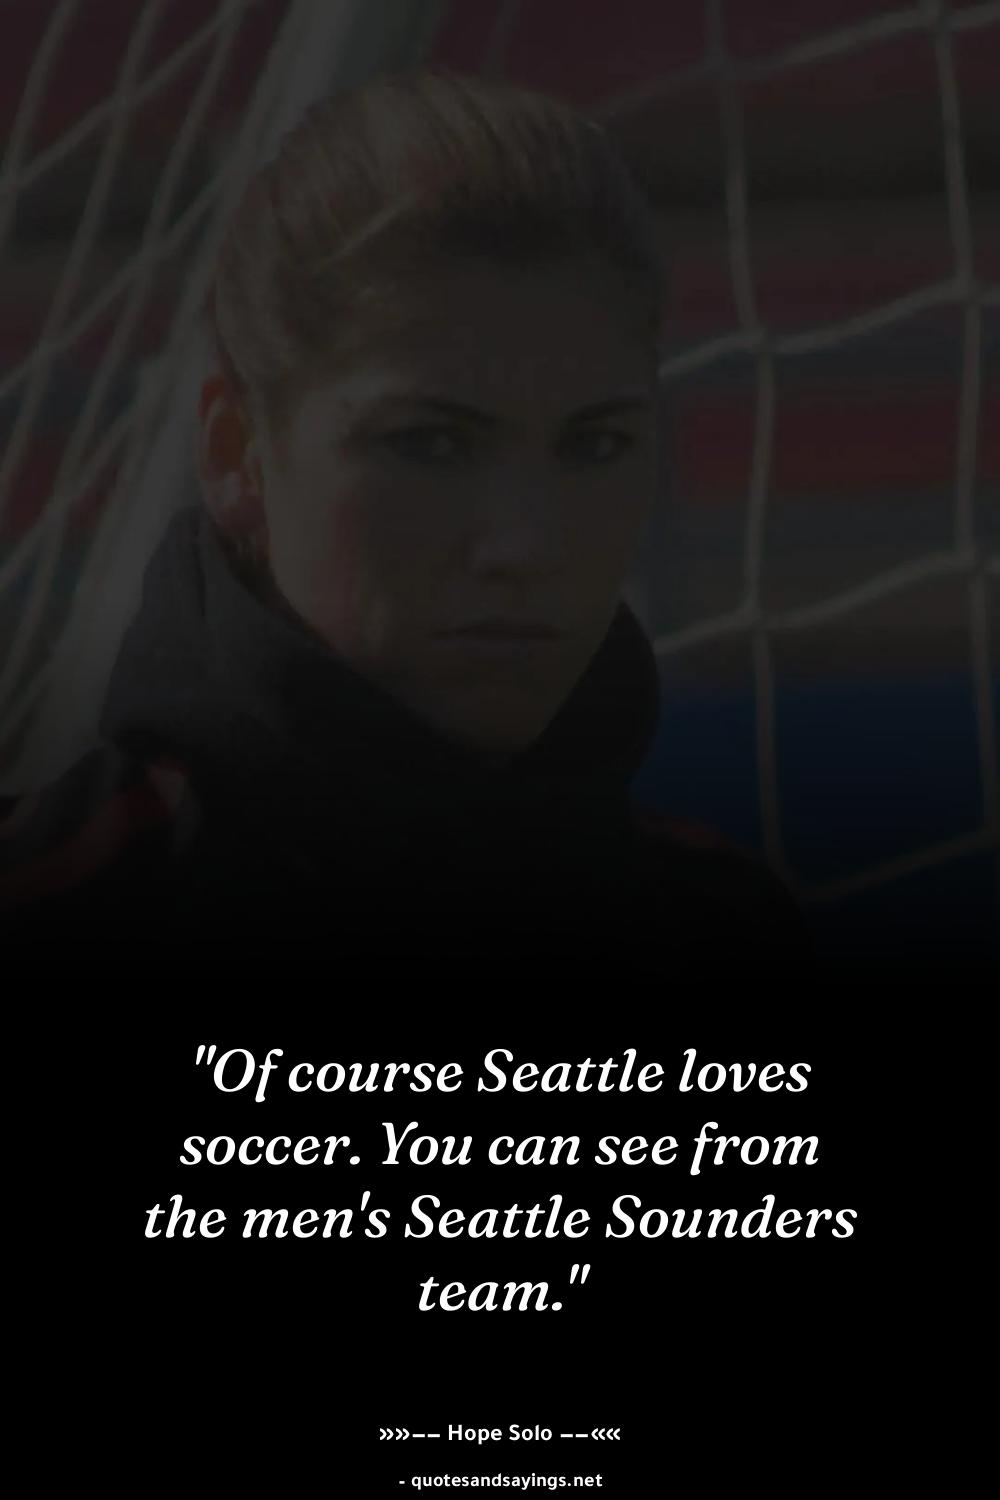 "Of course Seattle loves
soccer. You can see from
the men's Seattle Sounders
team."
»»–– Hope Solo ––««
- quotesandsayings.net